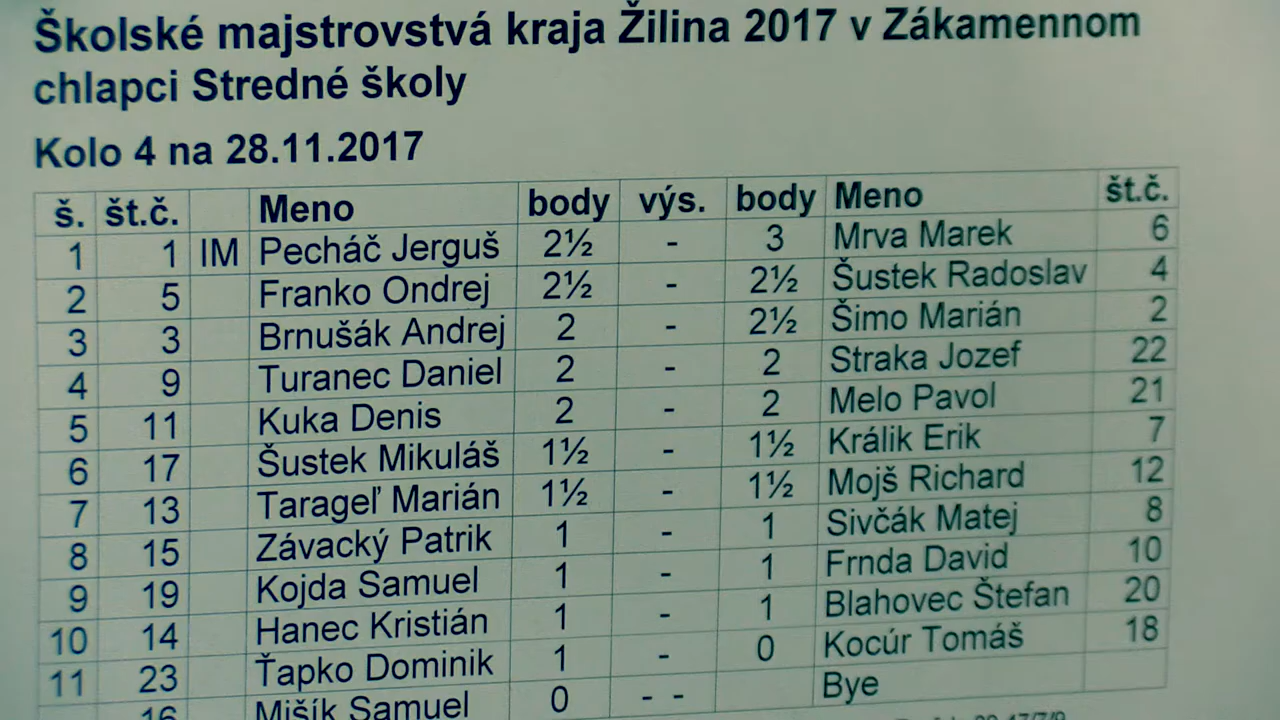 Školské majstrovstvá kraja Žilina 2017 v Zákamennom
chlapci Stredné školy
Kolo 4 na 28.11.2017
š. št.č. Meno body výs. body Meno št.č.
1 1 IM Pecháč Jerguš 2½ - 3 Mrva Marek 6
2 5 Franko Ondrej 2½ - 2½ Šustek Radoslav 4
3 3 Brnušák Andrej 2 - 2½ Šimo Marián 2
4 9 Turanec Daniel 2 - 2 Straka Jozef 22
5 11 Kuka Denis 2 - 2 Melo Pavol 21
6 17 Šustek Mikuláš 1½ - 1½ Králik Erik 7
7 13 Tarageľ Marián 1½ - 1½ Mojš Richard 12
8 15 Závacký Patrik 1 - 1 Sivčák Matej 8
9 19 Kojda Samuel 1 - 1 Frnda David 10
10 14 Hanec Kristián 1 - 1 Blahovec Štefan 20
11 23 Ťapko Dominik 1 - 0 Kocúr Tomáš 18
16 Mišík Samuel 0 - - Bye